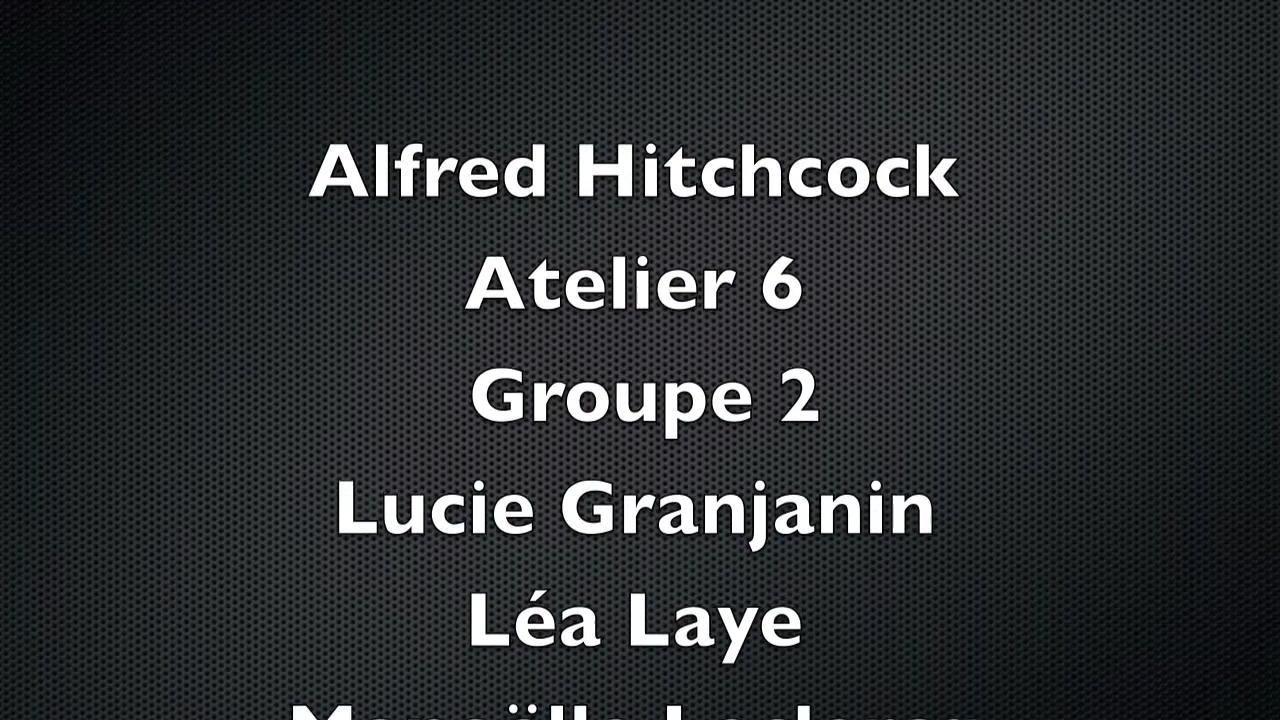 Alfred Hitchcock
Atelier 6
Groupe 2
Lucie Granjanin
Léa Laye